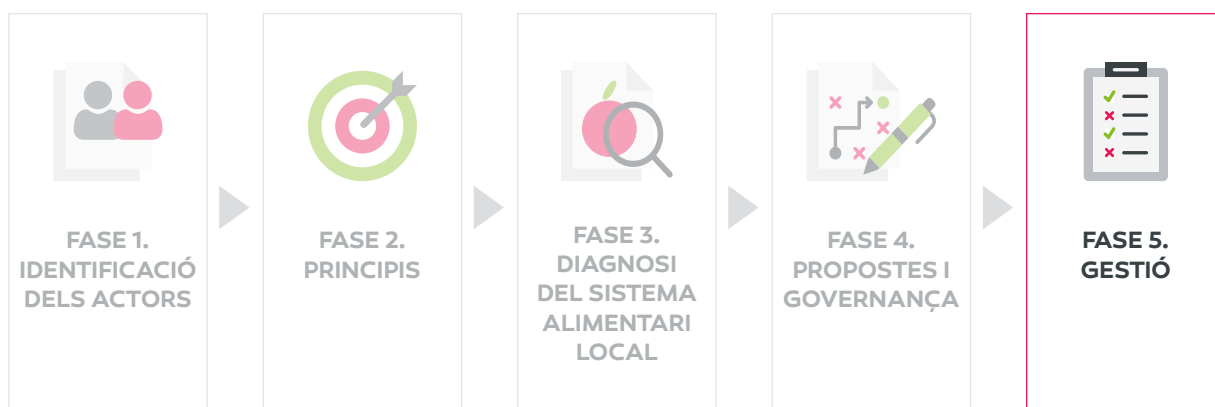 FASE 1.
IDENTIFICACIÓ
DELS ACTORS
FASE 2.
PRINCIPIS
FASE 3.
DIAGNOSI
DEL SISTEMA
ALIMENTARI
LOCAL
FASE 4.
PROPOSTES I
GOVERNANÇA
FASE 5.
GESTIÓ